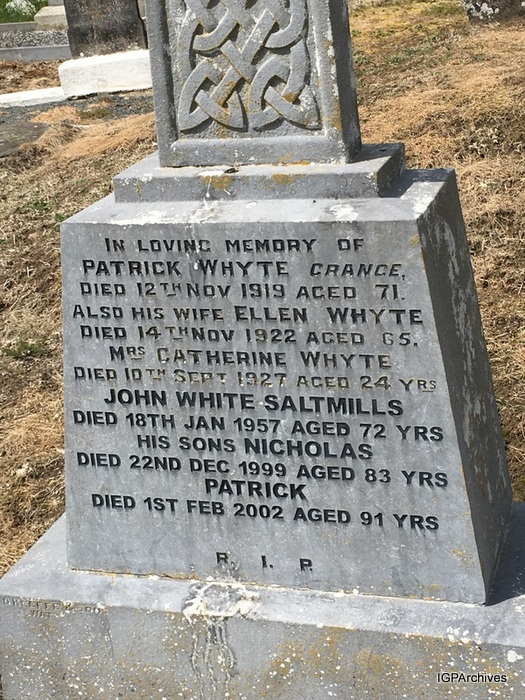 IN LOVING MEMORY OF
PATRICK WHYTE GRANGE,
DIED 12TH NOV 1919 AGED 71.
ALSO HIS WIFE ELLEN WHYTE
DIED 14TH NOV 1922 AGED 65.
MRS CATHERINE WHYTE
DIED 10TH SEPT 1927 AGED 24 YRS
JOHN WHITE SALTMILLS
DIED 18TH JAN 1957 AGED 72 YRS
HIS SONS NICHOLAS
DIED 22ND DEC 1999 AGED 83 YRS
PATRICK
DIED 1ST FEB 2002 AGED 91 YRS
R. I. P.
IGPArchives